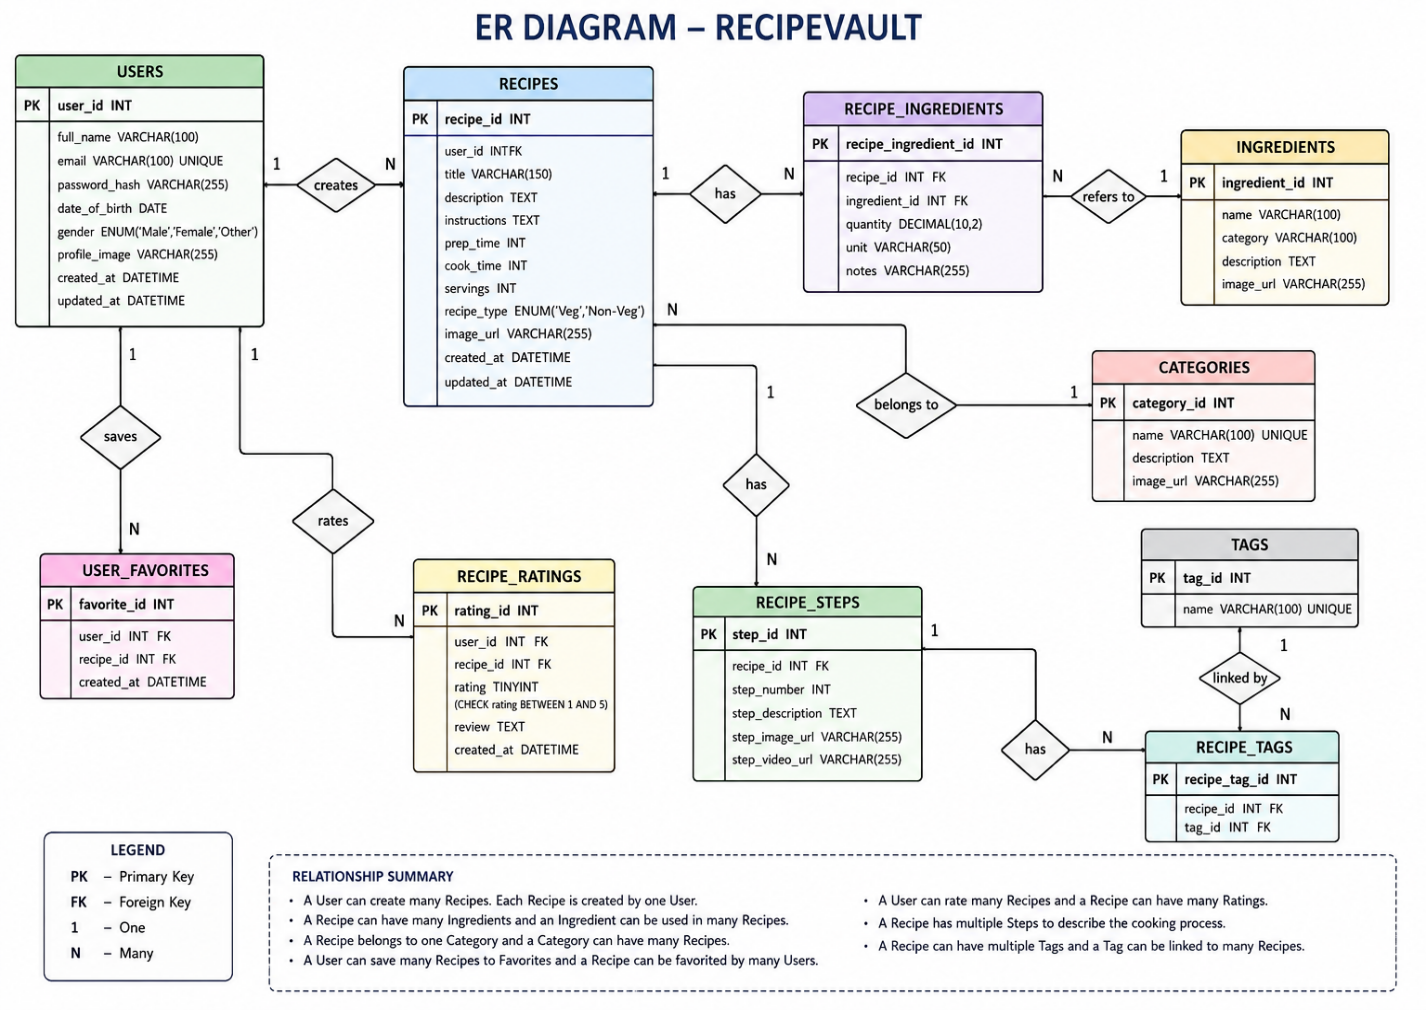 ER DIAGRAM – RECIPEVAULT
USERS
PK user_id INT
full_name VARCHAR(100)
email VARCHAR(100) UNIQUE
password_hash VARCHAR(255)
date_of_birth DATE
gender ENUM('Male','Female','Other')
profile_image VARCHAR(255)
created_at DATETIME
updated_at DATETIME
1
creates
N
RECIPES
PK recipe_id INT
user_id INTFK
title VARCHAR(150)
description TEXT
instructions TEXT
prep_time INT
cook_time INT
servings INT
recipe_type ENUM('Veg','Non-Veg')
image_url VARCHAR(255)
created_at DATETIME
updated_at DATETIME
1
has
N
RECIPE_INGREDIENTS
PK recipe_ingredient_id INT
recipe_id INT FK
ingredient_id INT FK
quantity DECIMAL(10,2)
unit VARCHAR(50)
notes VARCHAR(255)
N
refers to
1
INGREDIENTS
PK ingredient_id INT
name VARCHAR(100)
category VARCHAR(100)
description TEXT
image_url VARCHAR(255)
N
belongs to
1
CATEGORIES
PK category_id INT
name VARCHAR(100) UNIQUE
description TEXT
image_url VARCHAR(255)
1
saves
N
USER_FAVORITES
PK favorite_id INT
user_id INT FK
recipe_id INT FK
created_at DATETIME
1
rates
N
RECIPE_RATINGS
PK rating_id INT
user_id INT FK
recipe_id INT FK
rating TINYINT
(CHECK rating BETWEEN 1 AND 5)
review TEXT
created_at DATETIME
1
has
N
RECIPE_STEPS
PK step_id INT
recipe_id INT FK
step_number INT
step_description TEXT
step_image_url VARCHAR(255)
step_video_url VARCHAR(255)
1
has
N
TAGS
PK tag_id INT
name VARCHAR(100) UNIQUE
1
linked by
N
RECIPE_TAGS
PK recipe_tag_id INT
recipe_id INT FK
tag_id INT FK
LEGEND
PK – Primary Key
FK – Foreign Key
1 – One
N – Many
RELATIONSHIP SUMMARY
• A User can create many Recipes. Each Recipe is created by one User.
• A Recipe can have many Ingredients and an Ingredient can be used in many Recipes.
• A Recipe belongs to one Category and a Category can have many Recipes.
• A User can save many Recipes to Favorites and a Recipe can be favorited by many Users.
• A User can rate many Recipes and a Recipe can have many Ratings.
• A Recipe has multiple Steps to describe the cooking process.
• A Recipe can have multiple Tags and a Tag can be linked to many Recipes.